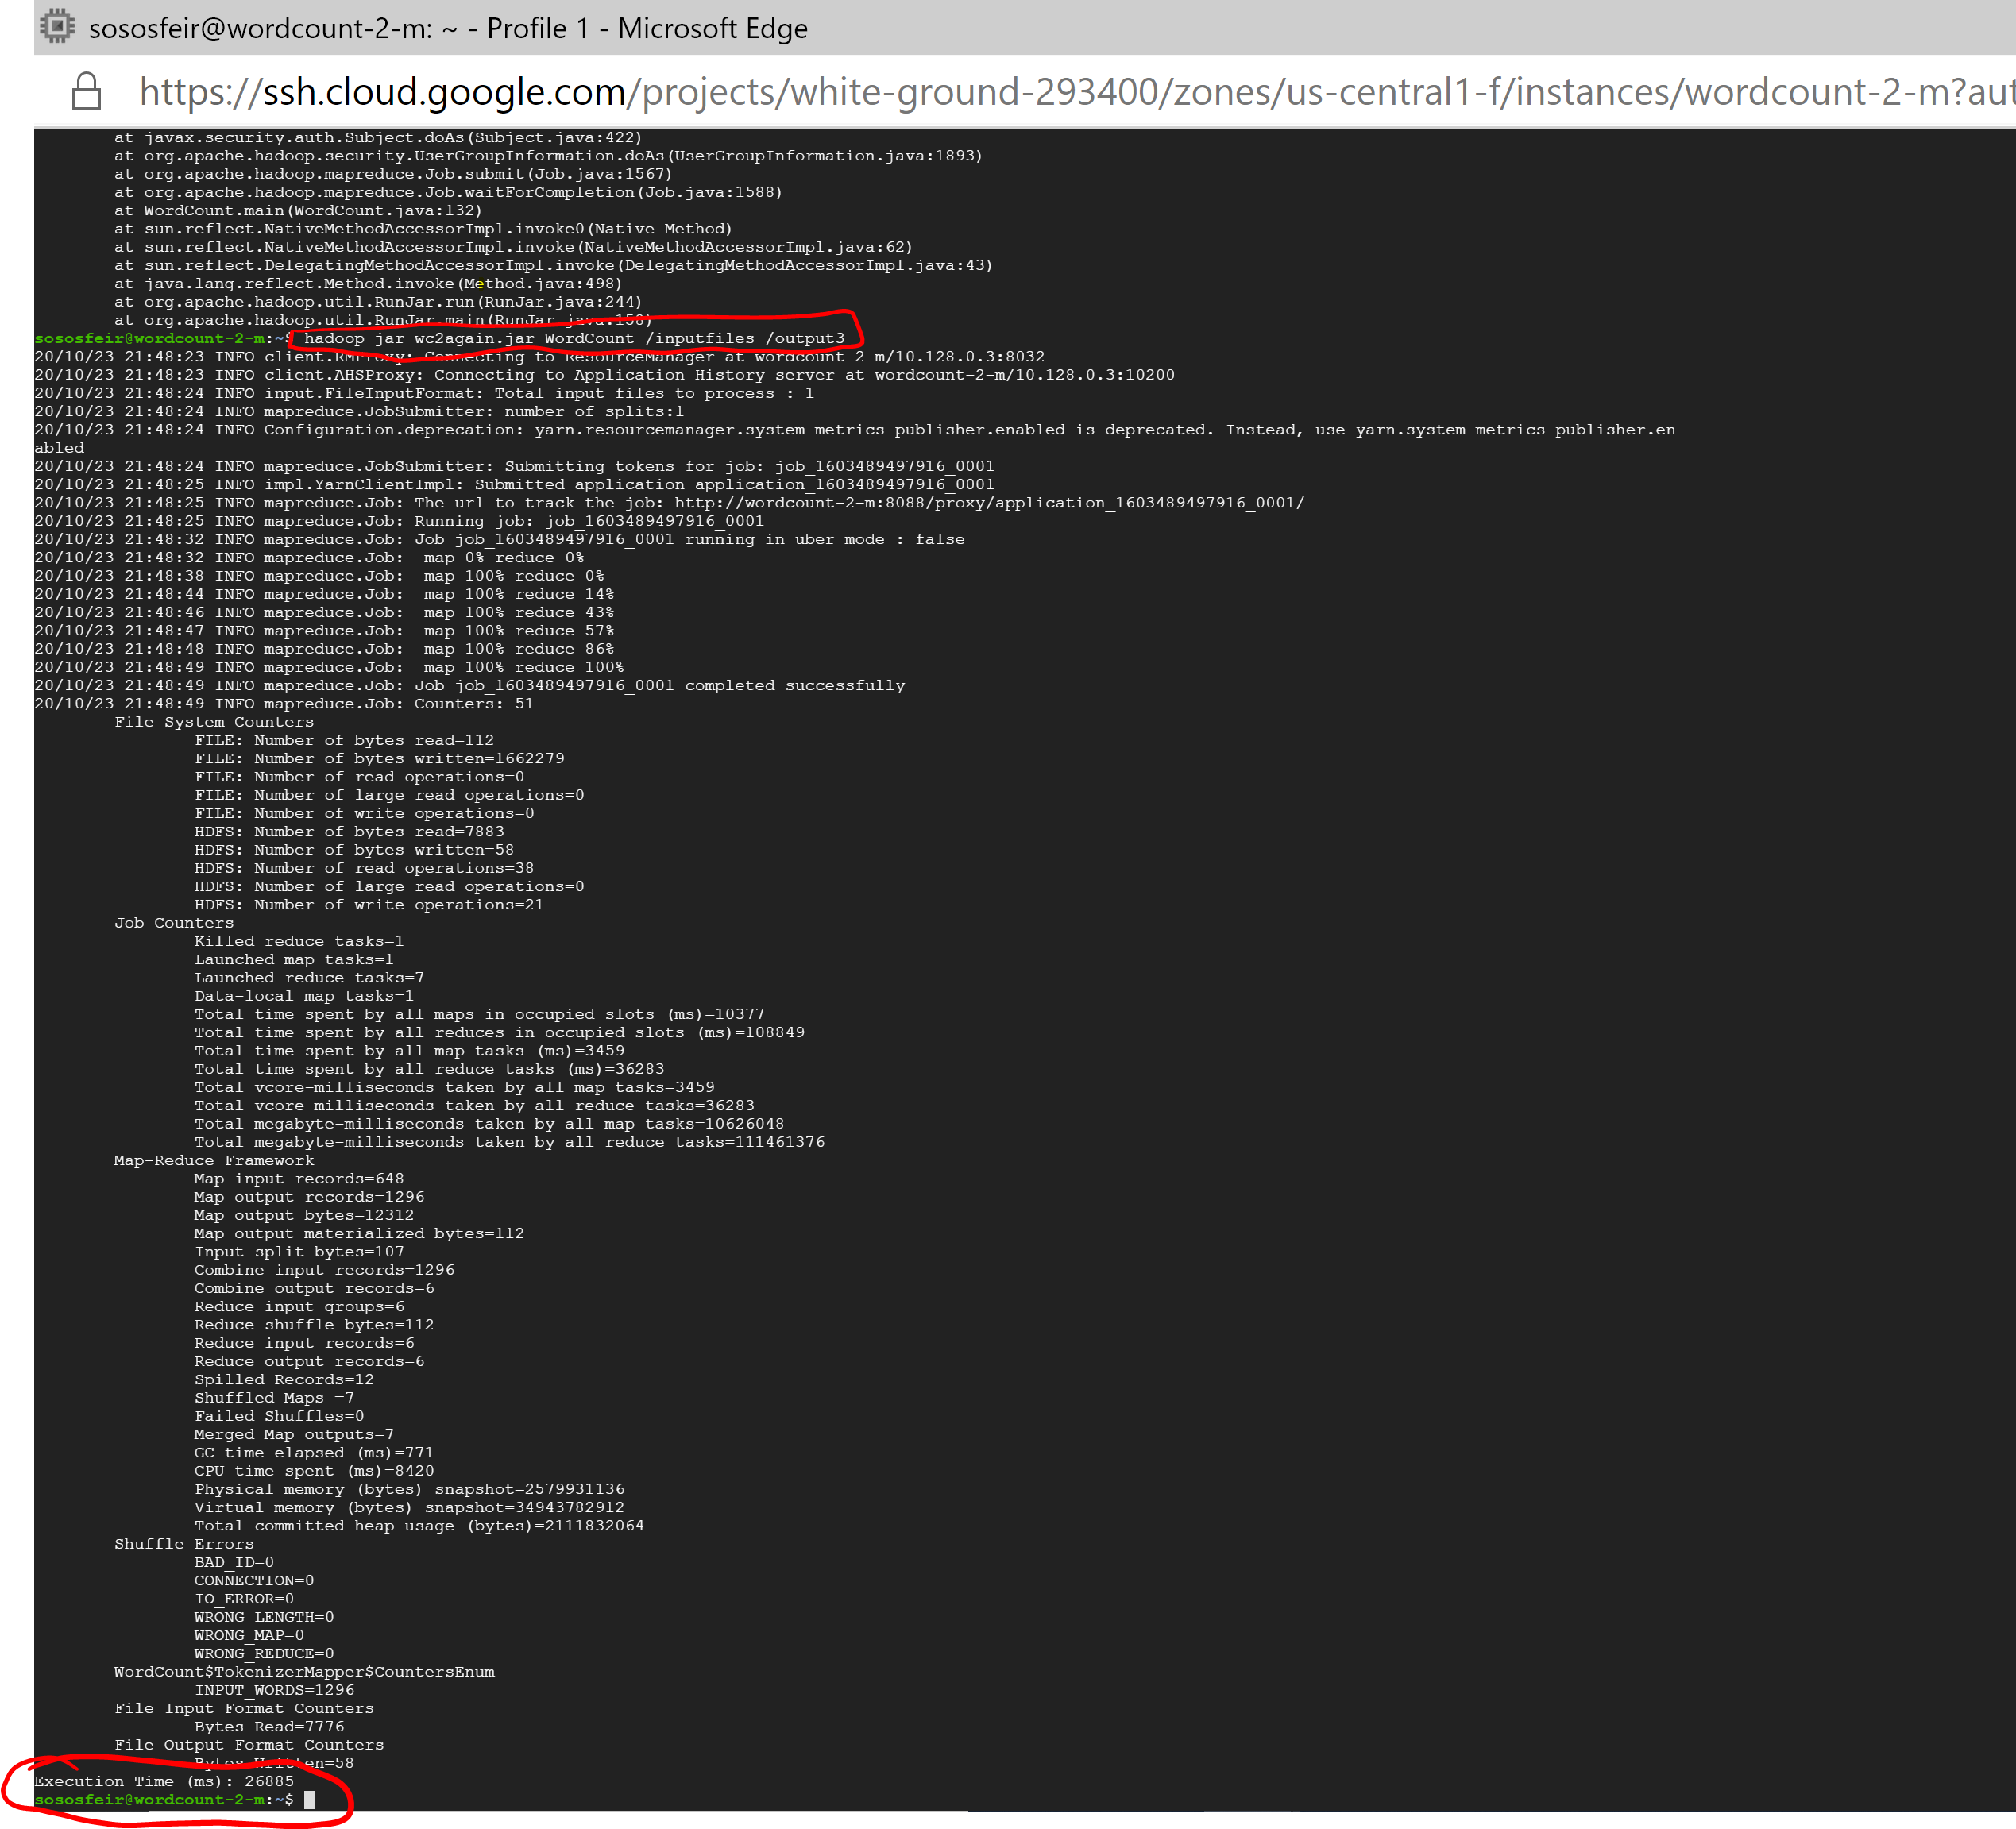 sososfeir@wordcount-2-m: ~ - Profile 1 - Microsoft Edge
https://ssh.cloud.google.com/projects/white-ground-293400/zones/us-central1-f/instances/wordcount-2-m?aut
at javax.security.auth.Subject.doAs(Subject.java:422)
at org.apache.hadoop.security.UserGroupInformation.doAs(UserGroupInformation.java:1893)
at org.apache.hadoop.mapreduce.Job.submit(Job.java:1567)
at org.apache.hadoop.mapreduce.Job.waitForCompletion(Job.java:1588)
at WordCount.main(WordCount.java:132)
at sun.reflect.NativeMethodAccessorImpl.invoke0(Native Method)
at sun.reflect.NativeMethodAccessorImpl.invoke(NativeMethodAccessorImpl.java:62)
at sun.reflect.DelegatingMethodAccessorImpl.invoke(DelegatingMethodAccessorImpl.java:43)
at java.lang.reflect.Method.invoke(Method.java:498)
at org.apache.hadoop.util.RunJar.run(RunJar.java:244)
at org.apache.hadoop.util.RunJar.main(RunJar.java:158)
sososfeir@wordcount-2-m:~$ hadoop jar wc2again.jar WordCount /inputfiles /output3
20/10/23 21:48:23 INFO client.RMProxy: Connecting to ResourceManager at wordcount-2-m/10.128.0.3:8032
20/10/23 21:48:23 INFO client.AHSProxy: Connecting to Application History server at wordcount-2-m/10.128.0.3:10200
20/10/23 21:48:24 INFO input.FileInputFormat: Total input files to process : 1
20/10/23 21:48:24 INFO mapreduce.JobSubmitter: number of splits:1
20/10/23 21:48:24 INFO Configuration.deprecation: yarn.resourcemanager.system-metrics-publisher.enabled is deprecated. Instead, use yarn.system-metrics-publisher.en
abled
20/10/23 21:48:24 INFO mapreduce.JobSubmitter: Submitting tokens for job: job_1603489497916_0001
20/10/23 21:48:25 INFO impl.YarnClientImpl: Submitted application application_1603489497916_0001
20/10/23 21:48:25 INFO mapreduce.Job: The url to track the job: http://wordcount-2-m:8088/proxy/application_1603489497916_0001/
20/10/23 21:48:25 INFO mapreduce.Job: Running job: job_1603489497916_0001
20/10/23 21:48:32 INFO mapreduce.Job: Job job_1603489497916_0001 running in uber mode : false
20/10/23 21:48:32 INFO mapreduce.Job:  map 0% reduce 0%
20/10/23 21:48:38 INFO mapreduce.Job:  map 100% reduce 0%
20/10/23 21:48:44 INFO mapreduce.Job:  map 100% reduce 14%
20/10/23 21:48:46 INFO mapreduce.Job:  map 100% reduce 43%
20/10/23 21:48:47 INFO mapreduce.Job:  map 100% reduce 57%
20/10/23 21:48:48 INFO mapreduce.Job:  map 100% reduce 86%
20/10/23 21:48:49 INFO mapreduce.Job:  map 100% reduce 100%
20/10/23 21:48:49 INFO mapreduce.Job: Job job_1603489497916_0001 completed successfully
20/10/23 21:48:49 INFO mapreduce.Job: Counters: 51
File System Counters
FILE: Number of bytes read=112
FILE: Number of bytes written=1662279
FILE: Number of read operations=0
FILE: Number of large read operations=0
FILE: Number of write operations=0
HDFS: Number of bytes read=7883
HDFS: Number of bytes written=58
HDFS: Number of read operations=38
HDFS: Number of large read operations=0
HDFS: Number of write operations=21
Job Counters
Killed reduce tasks=1
Launched map tasks=1
Launched reduce tasks=7
Data-local map tasks=1
Total time spent by all maps in occupied slots (ms)=10377
Total time spent by all reduces in occupied slots (ms)=108849
Total time spent by all map tasks (ms)=3459
Total time spent by all reduce tasks (ms)=36283
Total vcore-milliseconds taken by all map tasks=3459
Total vcore-milliseconds taken by all reduce tasks=36283
Total megabyte-milliseconds taken by all map tasks=10626048
Total megabyte-milliseconds taken by all reduce tasks=111461376
Map-Reduce Framework
Map input records=648
Map output records=1296
Map output bytes=12312
Map output materialized bytes=112
Input split bytes=107
Combine input records=1296
Combine output records=6
Reduce input groups=6
Reduce shuffle bytes=112
Reduce input records=6
Reduce output records=6
Spilled Records=12
Shuffled Maps =7
Failed Shuffles=0
Merged Map outputs=7
GC time elapsed (ms)=771
CPU time spent (ms)=8420
Physical memory (bytes) snapshot=2579931136
Virtual memory (bytes) snapshot=34943782912
Total committed heap usage (bytes)=2111832064
Shuffle Errors
BAD_ID=0
CONNECTION=0
IO_ERROR=0
WRONG_LENGTH=0
WRONG_MAP=0
WRONG_REDUCE=0
WordCount$TokenizerMapper$CountersEnum
INPUT_WORDS=1296
File Input Format Counters
Bytes Read=7776
File Output Format Counters
Bytes Written=58
Execution Time (ms): 26885
sososfeir@wordcount-2-m:~$